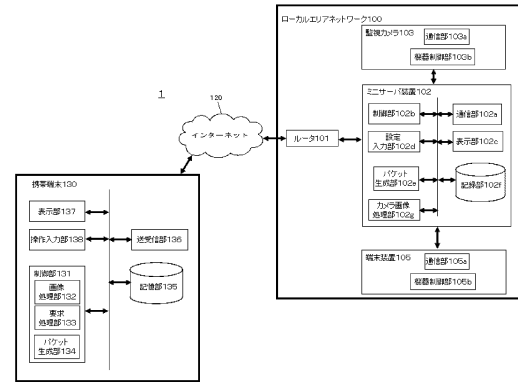 ローカルエリアネットワーク100
監視カメラ103
通信部103a
機器制御部103b
1
120
インターネット
ルータ101
ミニサーバ装置102
制御部102b
通信部102a
設定
入力部102d
表示部102c
パケット
生成部102e
記録部102f
カメラ画像
処理部102g
携帯端末130
表示部137
操作入力部138
送受信部136
制御部131
画像
処理部132
要求
処理部133
パケット
生成部134
記憶部135
端末装置105
通信部105a
機器制御部105b